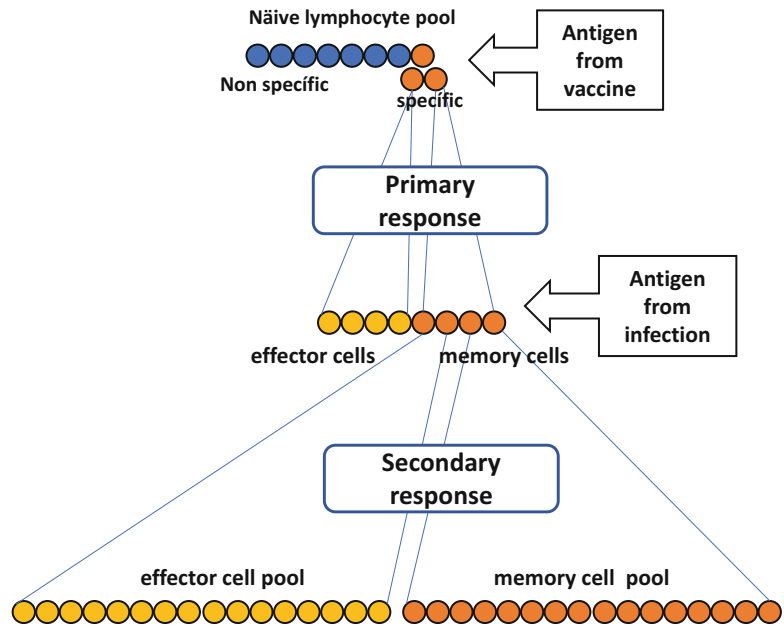 Näive lymphocyte pool
Antigen
from
vaccine
Non specífic
specífic
Primary
response
Antigen
from
infection
effector cells
memory cells
Secondary
response
effector cell pool
memory cell pool